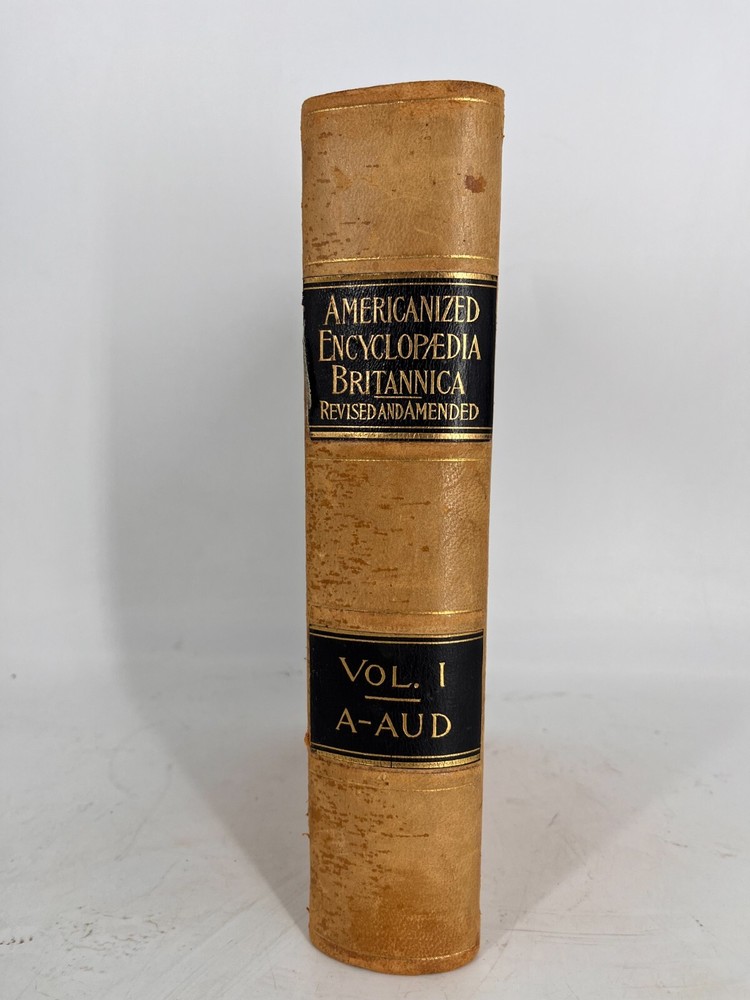 AMERICANIZED
ENCYCLOPÆDIA
BRITANNICA
REVISED AND AMENDED
VOL. I
A-AUD